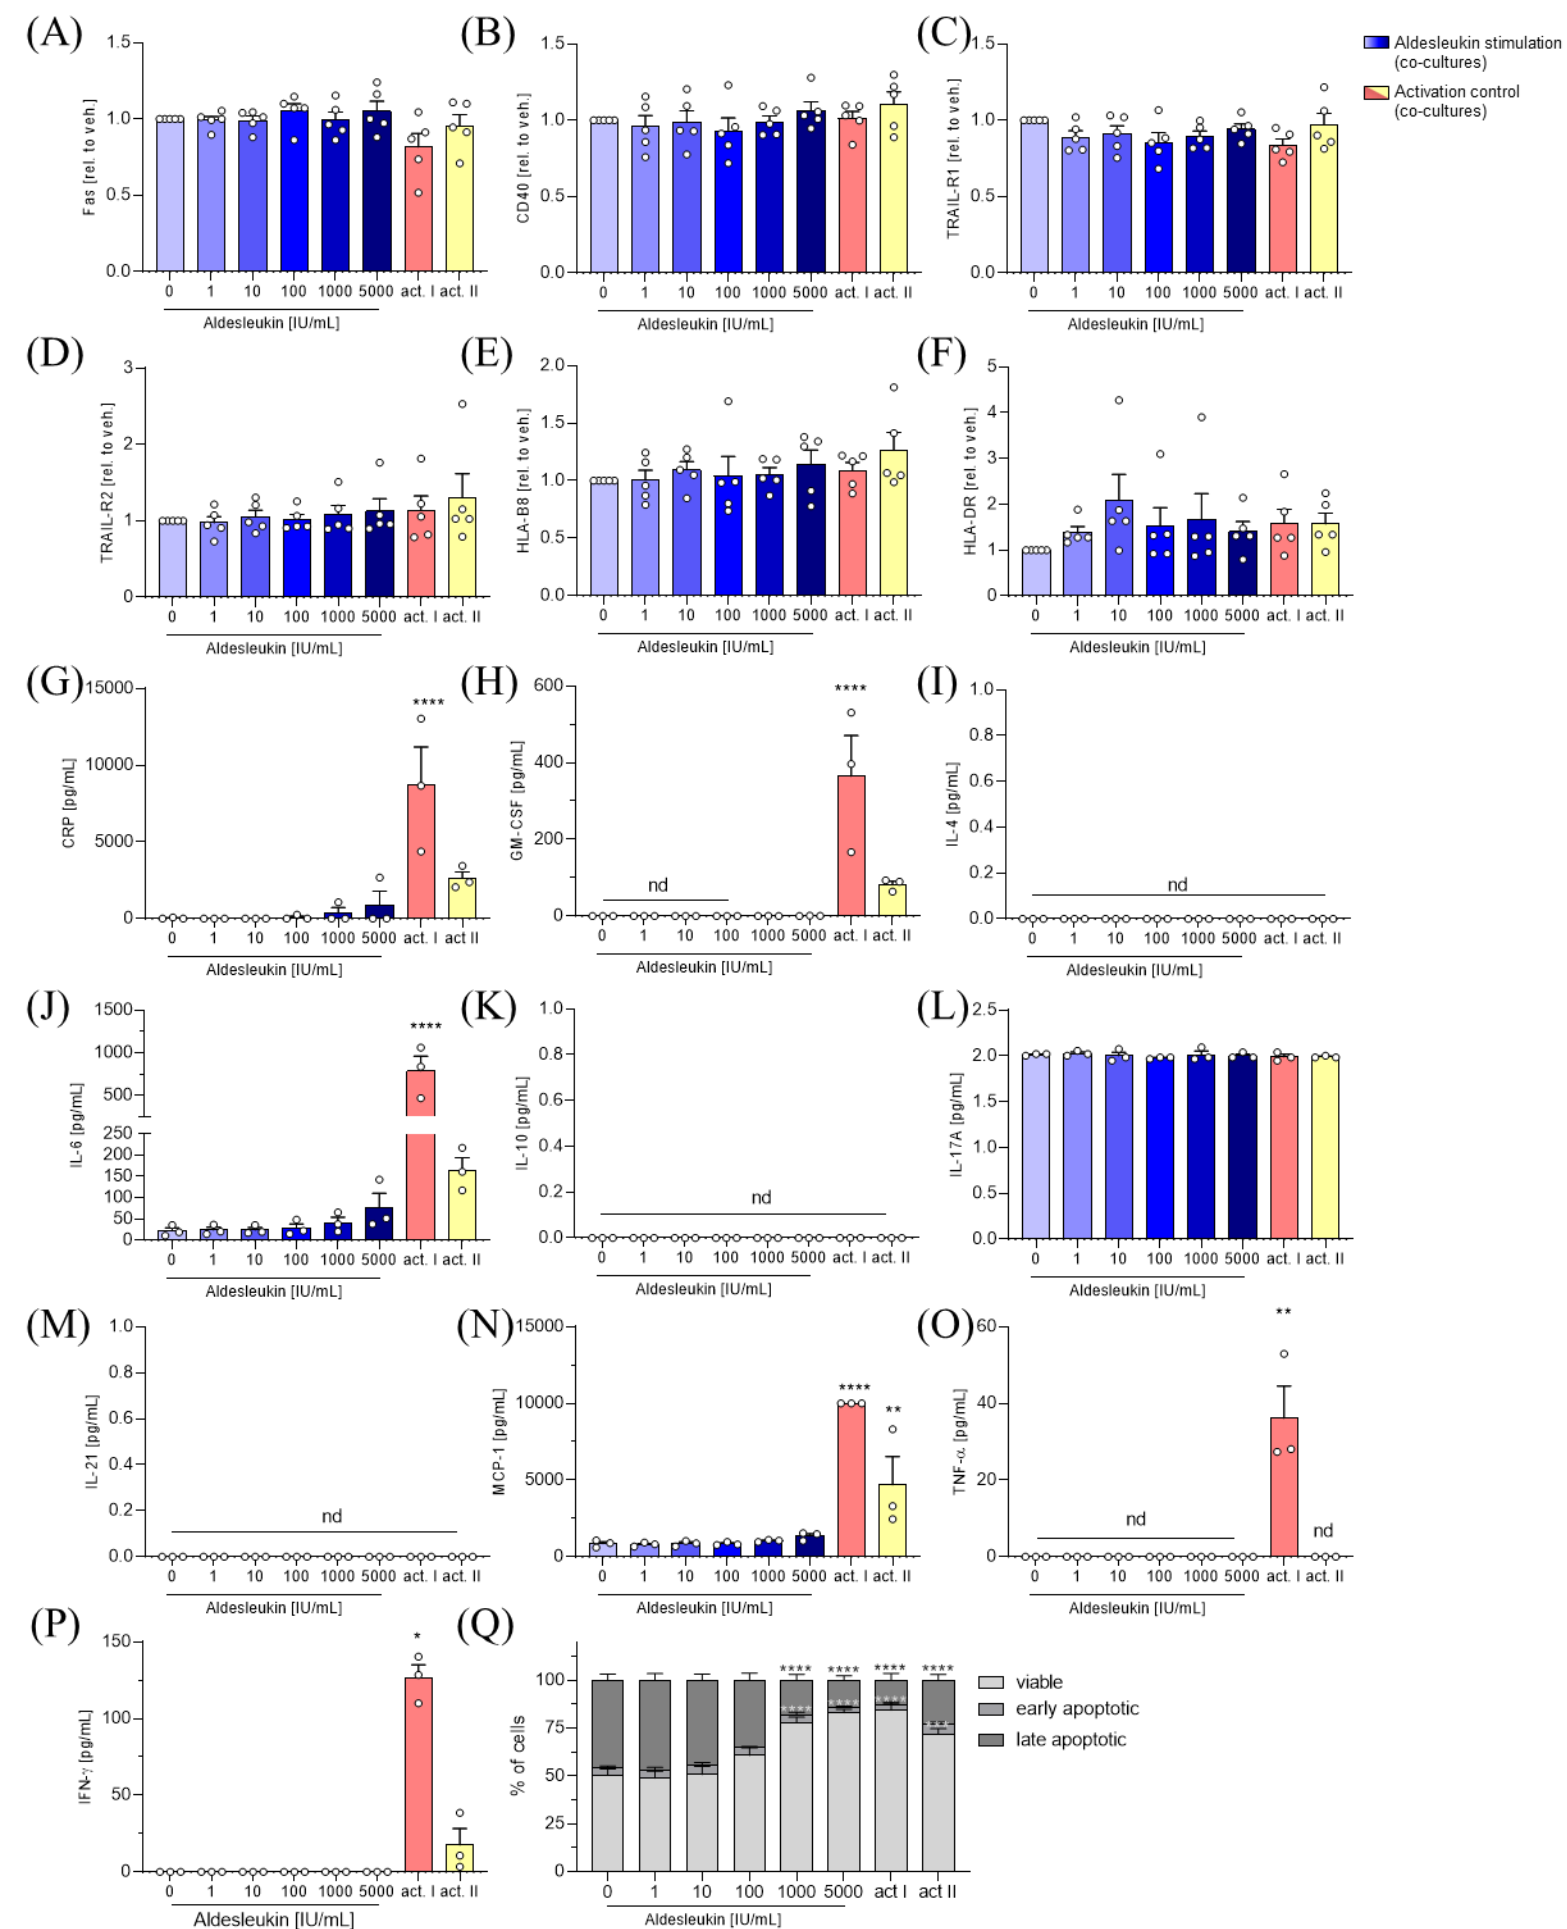 (A)
Fas [rel. to veh.]
1.5
1.0
0.5
0.0
0 1 10 100 1000 5000 act. I act. II
Aldesleukin [IU/mL]
(B)
CD40 [rel. to veh.]
1.5
1.0
0.5
0.0
0 1 10 100 1000 5000 act. I act. II
Aldesleukin [IU/mL]
(C)
TRAIL-R1 [rel. to veh.]
1.5
1.0
0.5
0.0
0 1 10 100 1000 5000 act. I act. II
Aldesleukin [IU/mL]
Aldesleukin stimulation
(co-cultures)
Activation control
(co-cultures)
(D)
TRAIL-R2 [rel. to veh.]
3
2
1
0
0 1 10 100 1000 5000 act. I act. II
Aldesleukin [IU/mL]
(E)
HLA-B8 [rel. to veh.]
2.0
1.5
1.0
0.5
0.0
0 1 10 100 1000 5000 act. I act. II
Aldesleukin [IU/mL]
(F)
HLA-DR [rel. to veh.]
5
4
3
2
1
0
0 1 10 100 1000 5000 act. I act. II
Aldesleukin [IU/mL]
(G)
CRP [pg/mL]
15000
10000
5000
0
****
0 1 10 100 1000 5000 act. I act II
Aldesleukin [IU/mL]
(H)
GM-CSF [pg/mL]
600
400
200
0
****
nd
0 1 10 100 1000 5000 act. I act. II
Aldesleukin [IU/mL]
(I)
IL-4 [pg/mL]
1.0
0.8
0.6
0.4
0.2
0.0
nd
0 1 10 100 1000 5000 act. I act. II
Aldesleukin [IU/mL]
(J)
IL-6 [pg/mL]
1500
1000
500
250
200
150
100
50
0
****
0 1 10 100 1000 5000 act. I act. II
Aldesleukin [IU/mL]
(K)
IL-10 [pg/mL]
1.0
0.8
0.6
0.4
0.2
0.0
nd
0 1 10 100 1000 5000 act. I act. II
Aldesleukin [IU/mL]
(L)
IL-17A [pg/mL]
2.5
2.0
1.5
1.0
0.5
0.0
0 1 10 100 1000 5000 act. I act. II
Aldesleukin [IU/mL]
(M)
IL-21 [pg/mL]
1.0
0.8
0.6
0.4
0.2
0.0
nd
0 1 10 100 1000 5000 act. I act. II
Aldesleukin [IU/mL]
(N)
MCP-1 [pg/mL]
15000
10000
5000
0
****
**
0 1 10 100 1000 5000 act. I act. II
Aldesleukin [IU/mL]
(O)
TNF-α [pg/mL]
60
40
20
0
**
nd
nd
0 1 10 100 1000 5000 act. I act. II
Aldesleukin [IU/mL]
(P)
IFN-γ [pg/mL]
150
100
50
0
*
0 1 10 100 1000 5000 act. I act. II
Aldesleukin [IU/mL]
(Q)
% of cells
100
75
50
25
0
**** **** **** ****
**** **** ****
0 1 10 100 1000 5000 act I act II
Aldesleukin [IU/mL]
viable
early apoptotic
late apoptotic